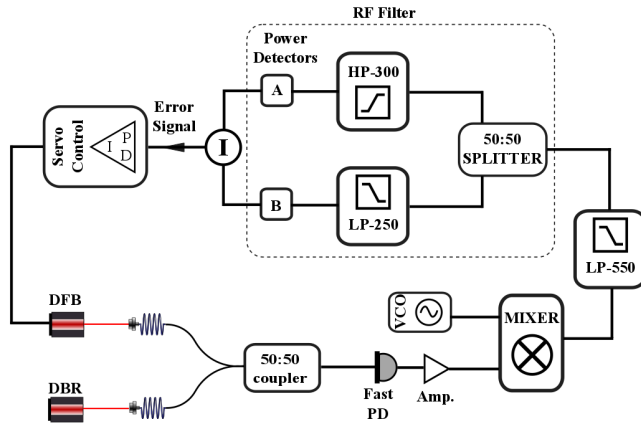 RF Filter
Power
Detectors
HP-300
A
Error
Signal
Servo
Control
P
I
D
I
50:50
SPLITTER
B
LP-250
LP-550
VCO
MIXER
DFB
50:50
coupler
DBR
Fast
PD
Amp.